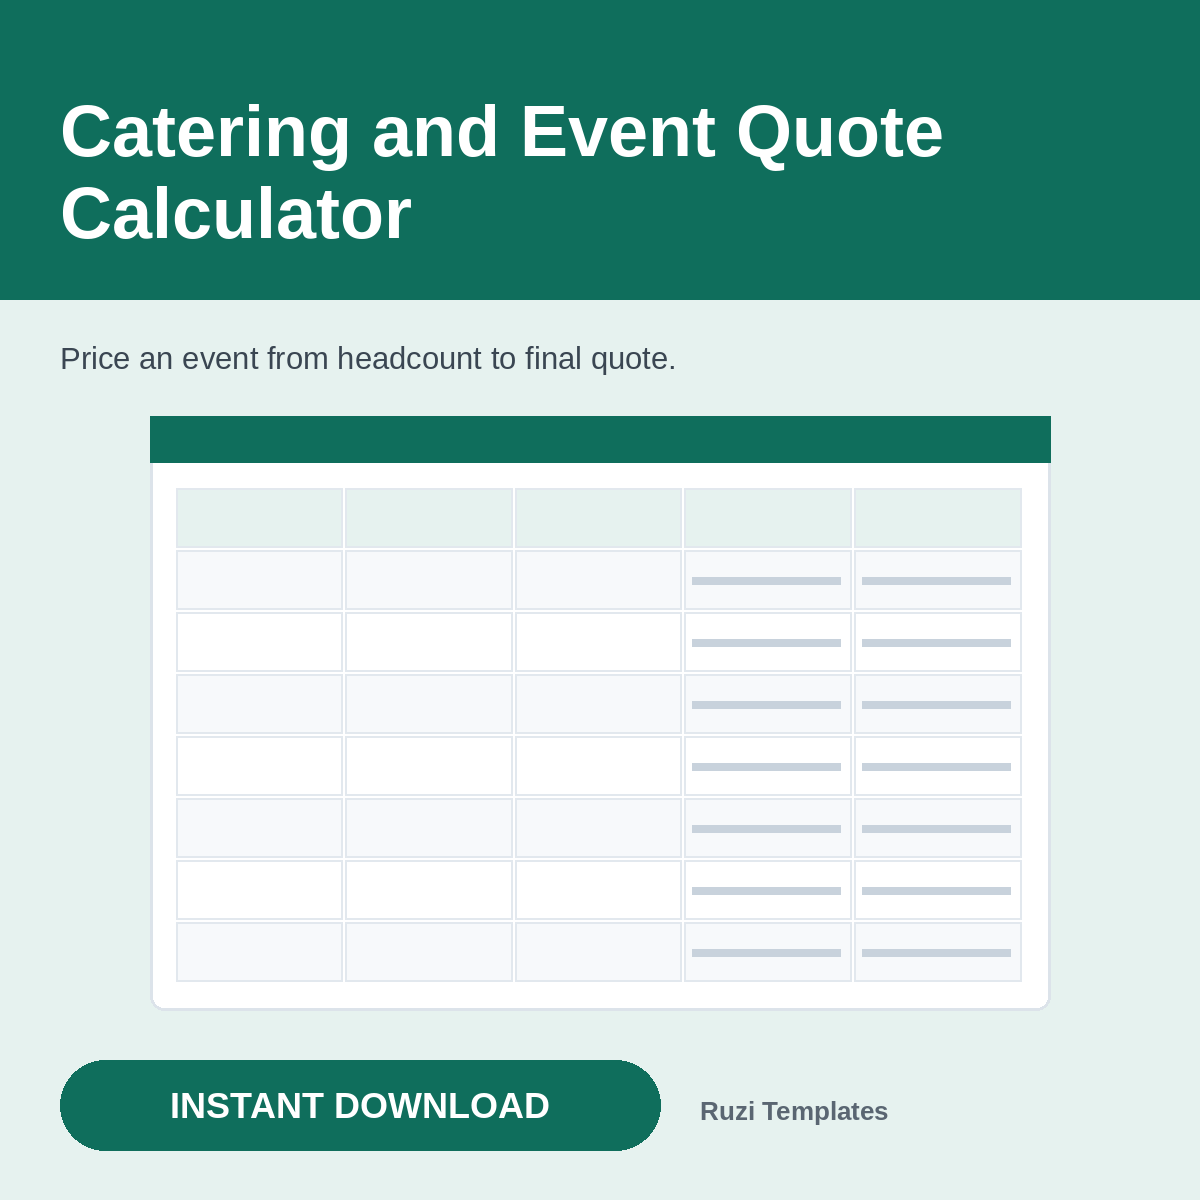 Catering and Event Quote
Calculator
Price an event from headcount to final quote.
INSTANT DOWNLOAD
Ruzi Templates